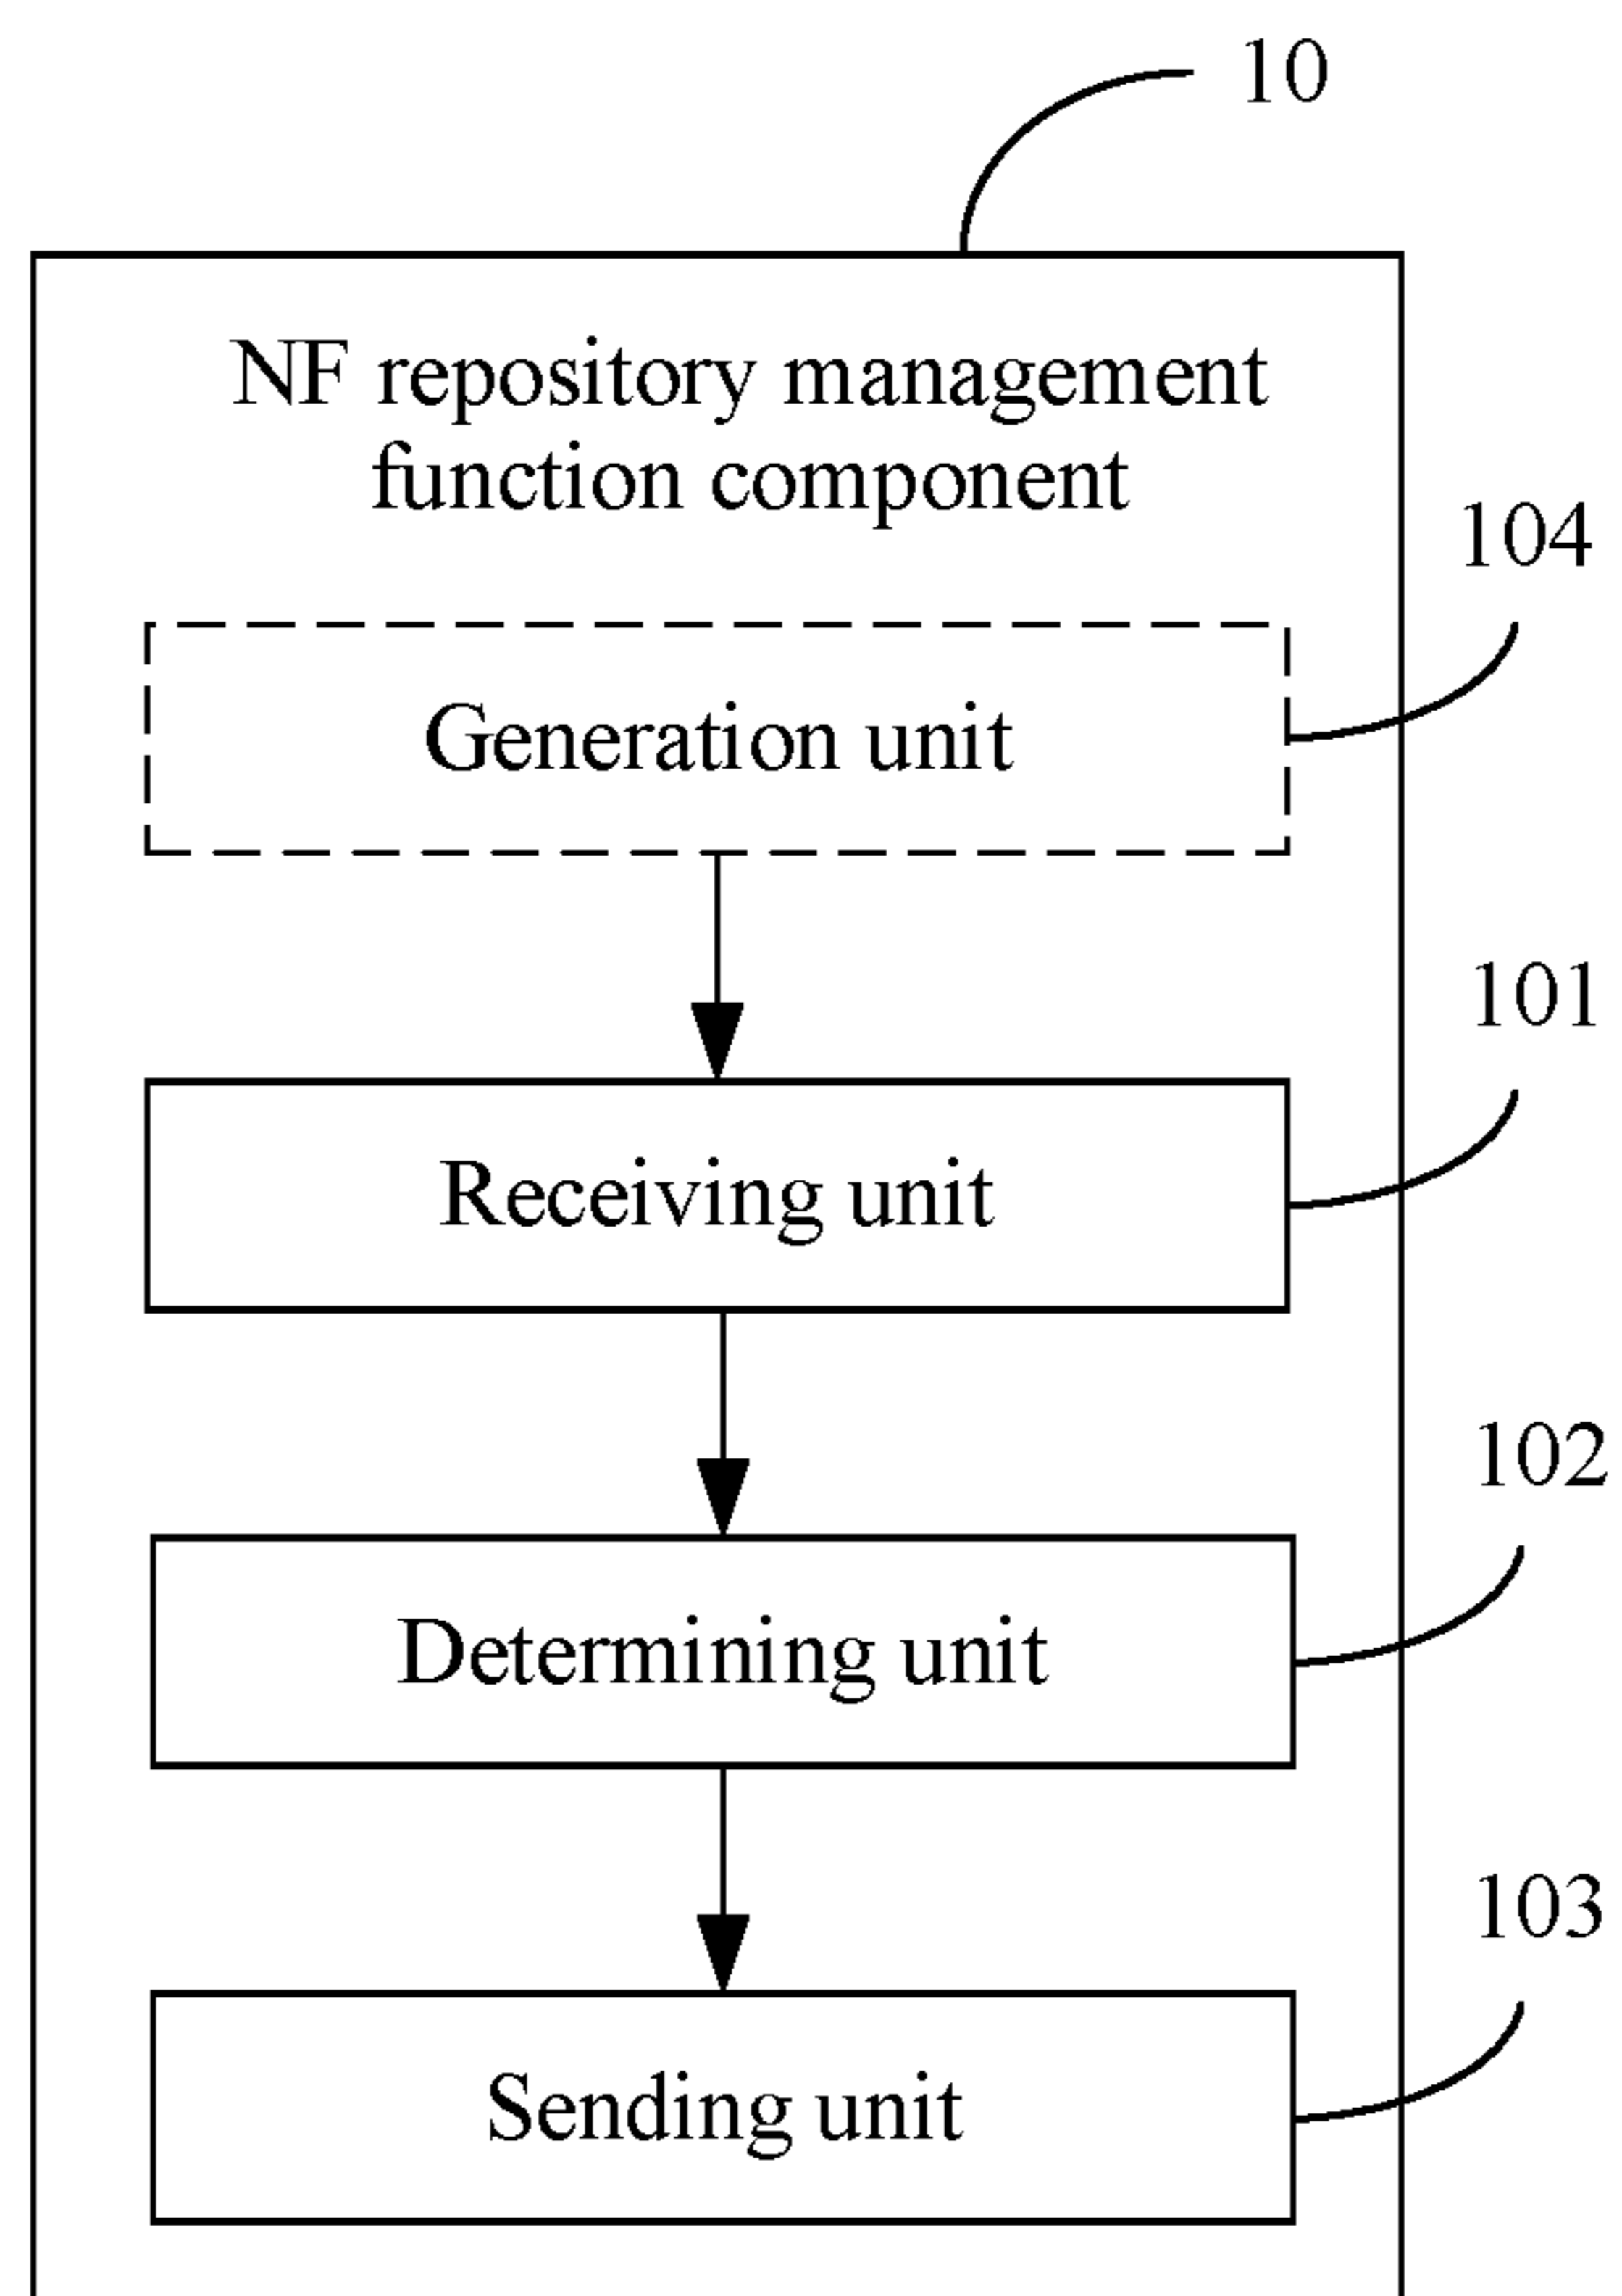 10
NF repository management
function component
104
Generation unit
101
Receiving unit
102
Determining unit
103
Sending unit